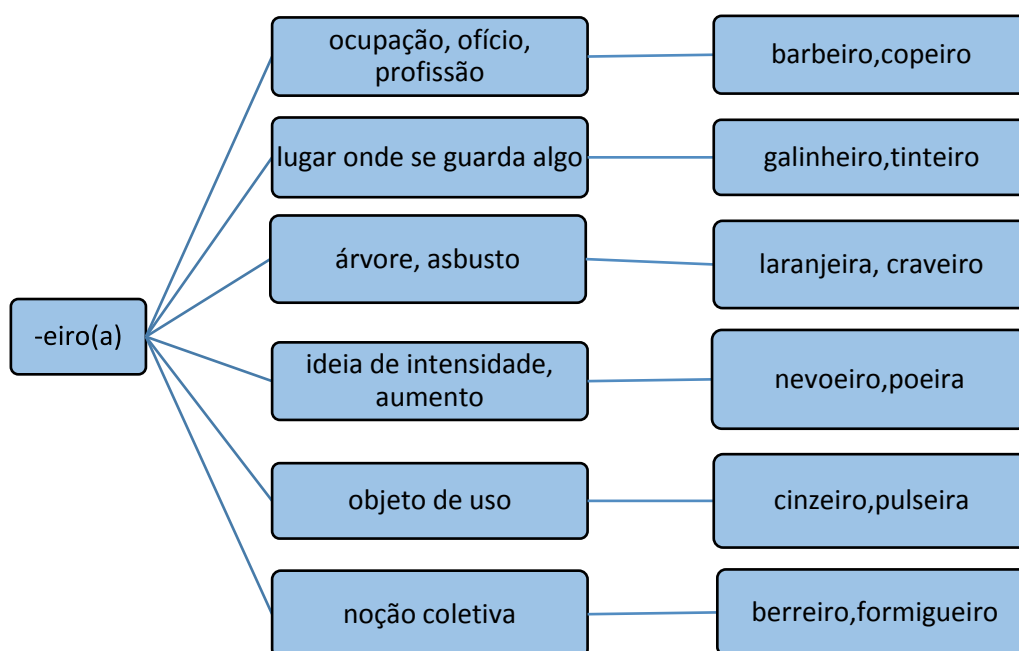 ocupação, ofício,
profissão
barbeiro,copeiro
lugar onde se guarda algo
galinheiro,tinteiro
árvore, asbusto
laranjeira, craveiro
-eiro(a)
ideia de intensidade,
aumento
nevoeiro,poeira
objeto de uso
cinzeiro,pulseira
noção coletiva
berreiro,formigueiro